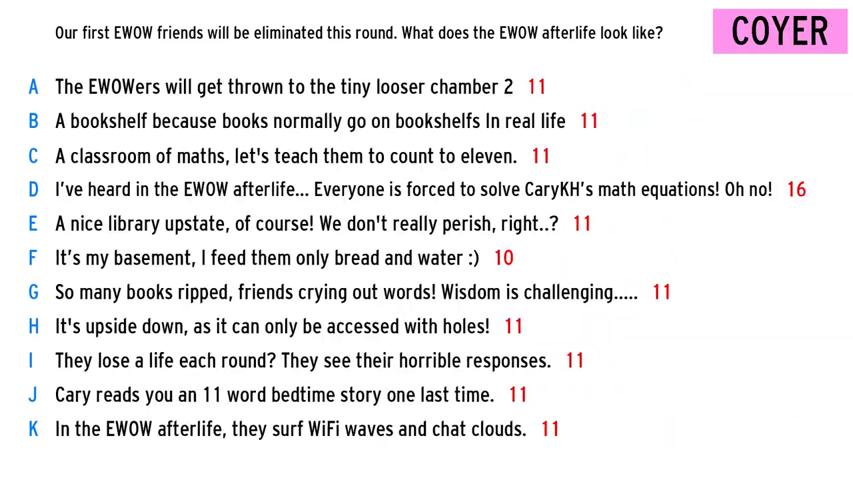 Our first EWOW friends will be eliminated this round. What does the EWOW afterlife look like?
COYER
A The EWOWers will get thrown to the tiny looser chamber 2 11
B A bookshelf because books normally go on bookshelfs In real life 11
C A classroom of maths, let's teach them to count to eleven. 11
D I've heard in the EWOW afterlife... Everyone is forced to solve CaryKH's math equations! Oh no! 16
E A nice library upstate, of course! We don't really perish, right..? 11
F It's my basement, I feed them only bread and water :) 10
G So many books ripped, friends crying out words! Wisdom is challenging..... 11
H It's upside down, as it can only be accessed with holes! 11
I They lose a life each round? They see their horrible responses. 11
J Cary reads you an 11 word bedtime story one last time. 11
K In the EWOW afterlife, they surf WiFi waves and chat clouds. 11